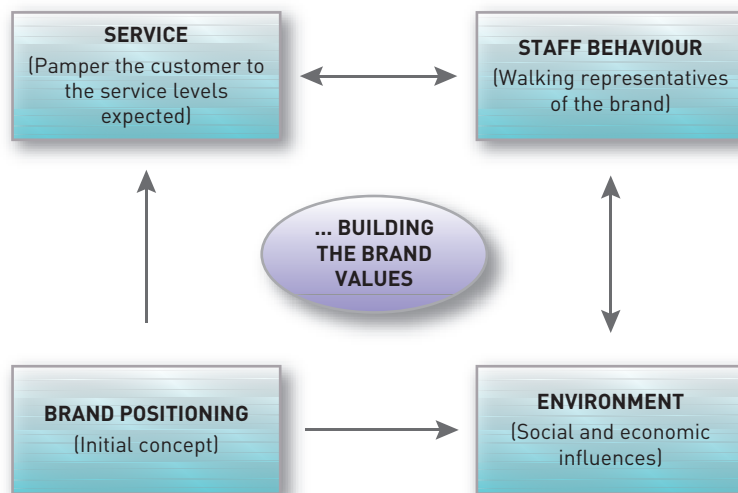 SERVICE
(Pamper the customer to
the service levels
expected)
STAFF BEHAVIOUR
(Walking representatives
of the brand)
... BUILDING
THE BRAND
VALUES
BRAND POSITIONING
(Initial concept)
ENVIRONMENT
(Social and economic
influences)